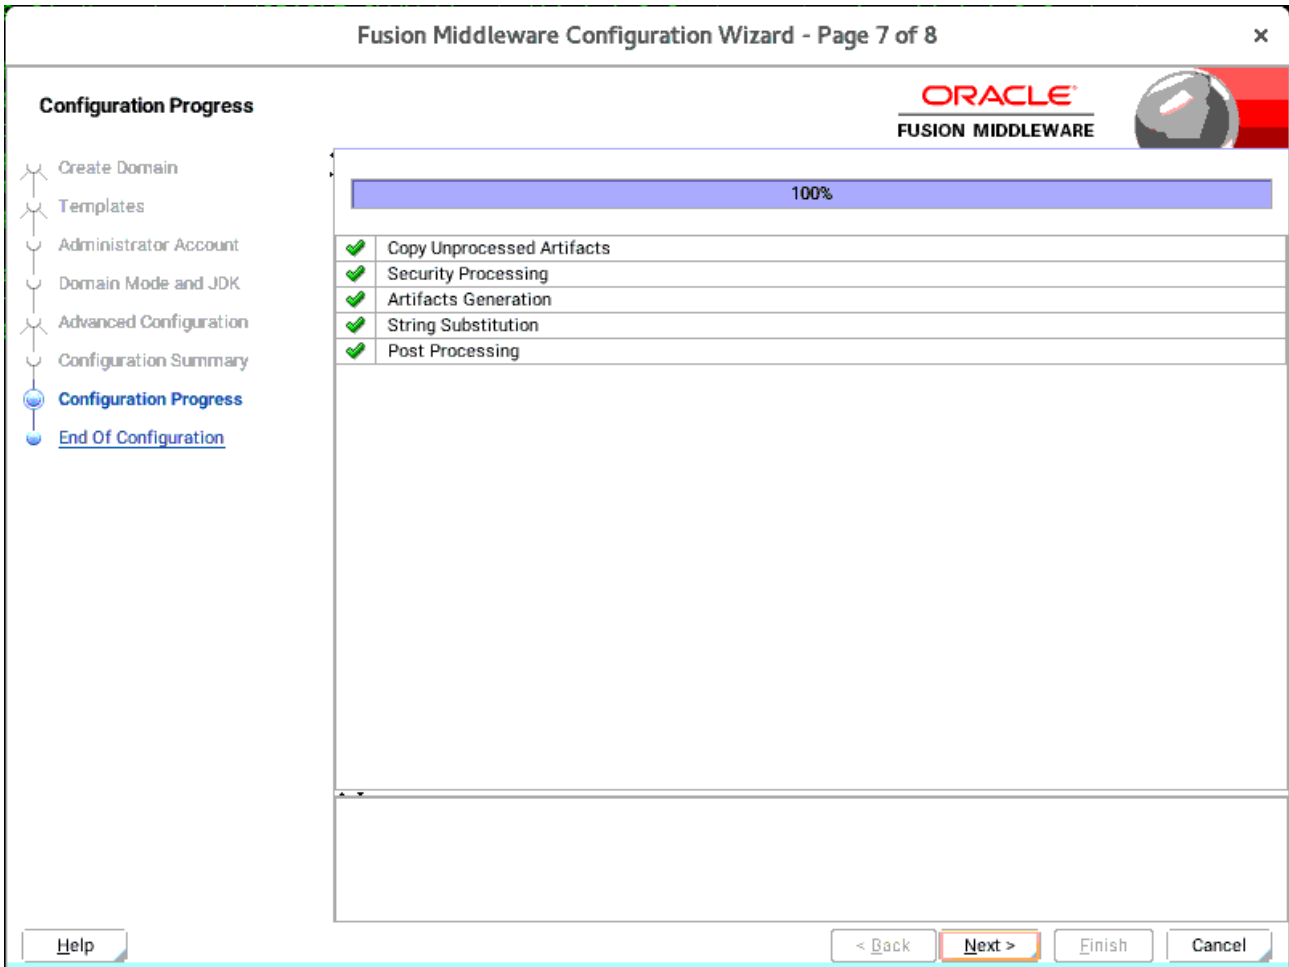 Fusion Middleware Configuration Wizard - Page 7 of 8
Configuration Progress
ORACLE
FUSION MIDDLEWARE
Create Domain
Templates
Administrator Account
Domain Mode and JDK
Advanced Configuration
Configuration Summary
Configuration Progress
End Of Configuration
100%
Copy Unprocessed Artifacts
Security Processing
Artifacts Generation
String Substitution
Post Processing
Help
< Back
Next >
Finish
Cancel